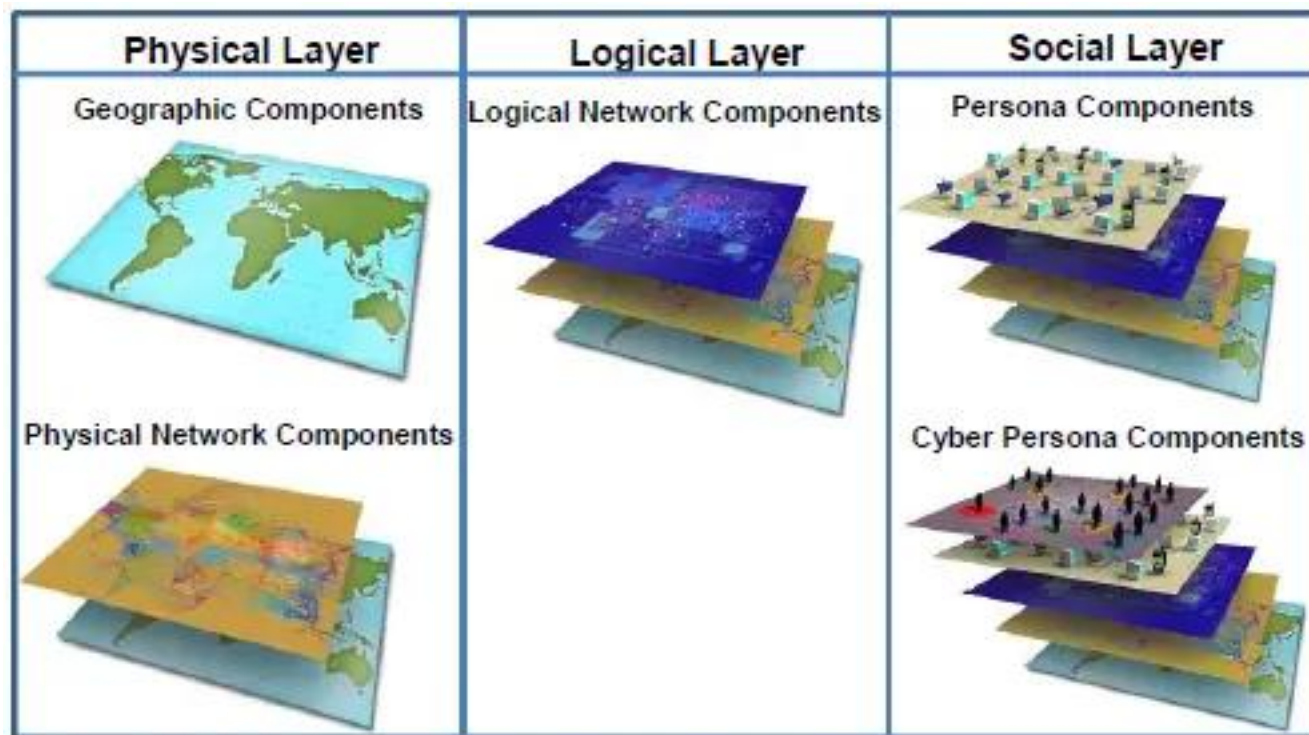 Physical Layer
Logical Layer
Social Layer
Geographic Components
Logical Network Components
Persona Components
Physical Network Components
Cyber Persona Components